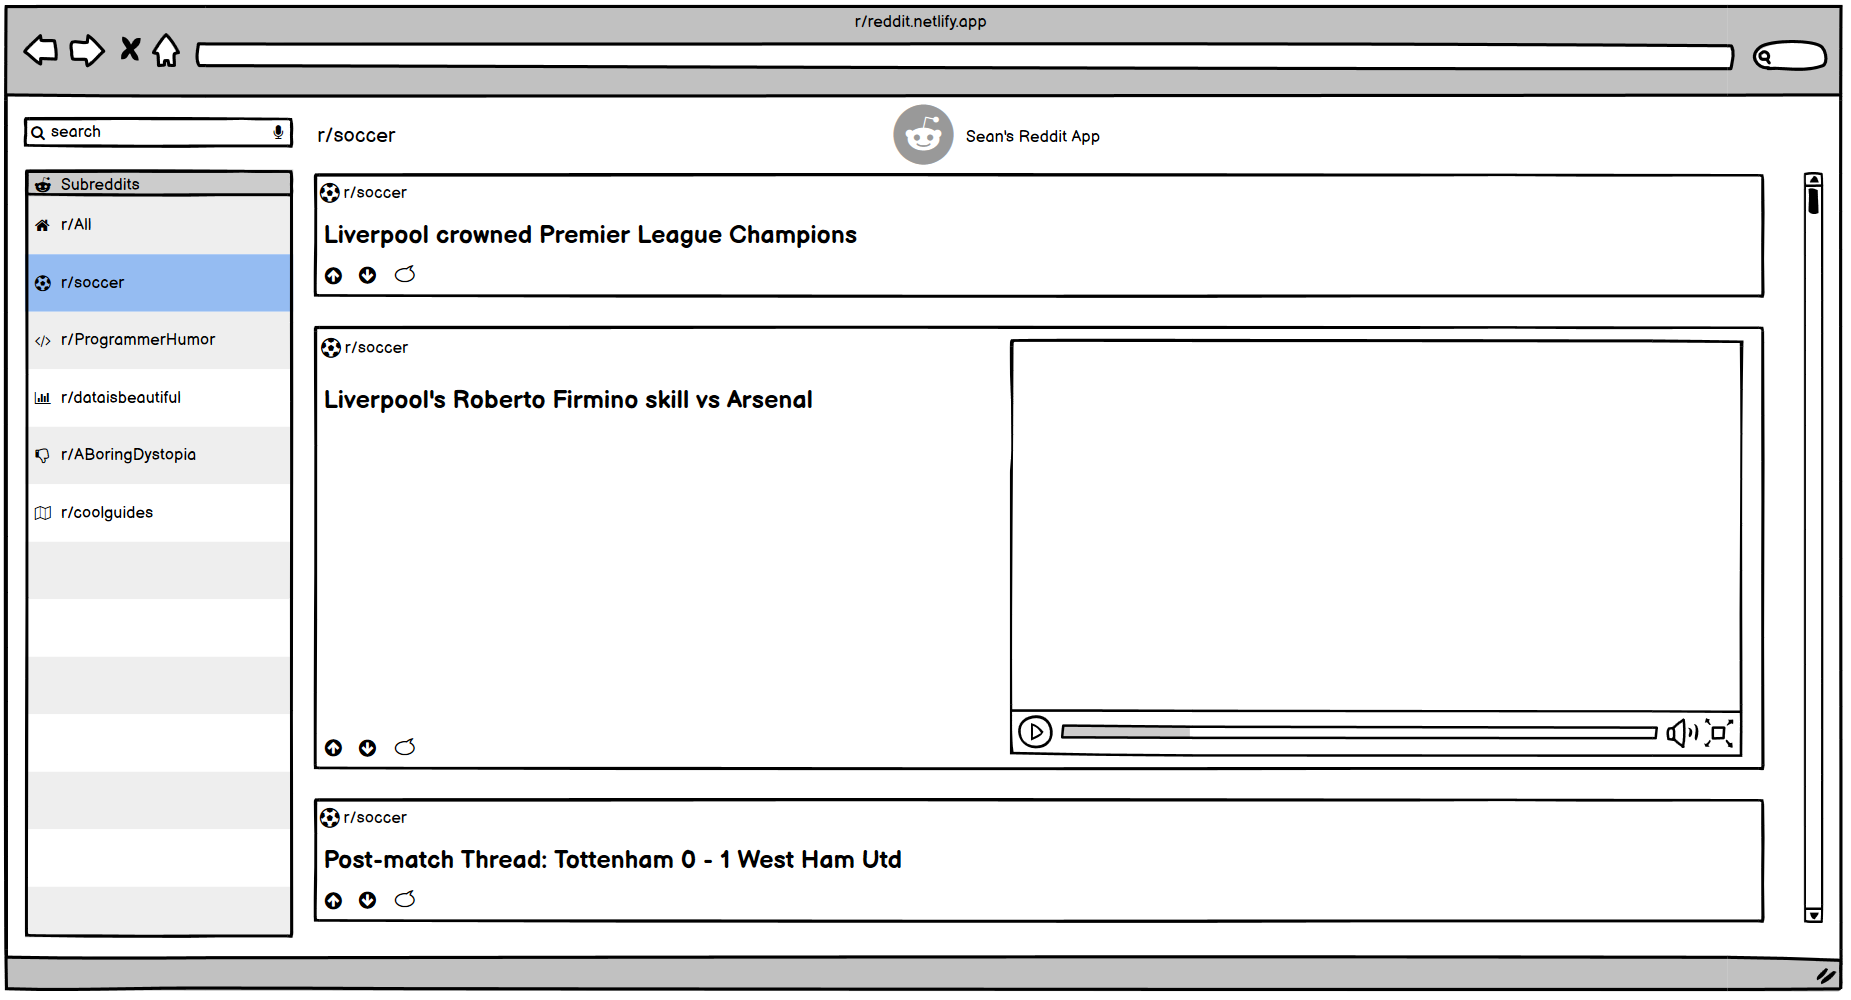 r/reddit.netlify.app
search
r/soccer
Sean's Reddit App
Subreddits
r/All
r/soccer
r/ProgrammerHumor
r/dataisbeautiful
r/ABoringDystopia
r/coolguides
r/soccer
Liverpool crowned Premier League Champions
r/soccer
Liverpool's Roberto Firmino skill vs Arsenal
r/soccer
Post-match Thread: Tottenham 0 - 1 West Ham Utd